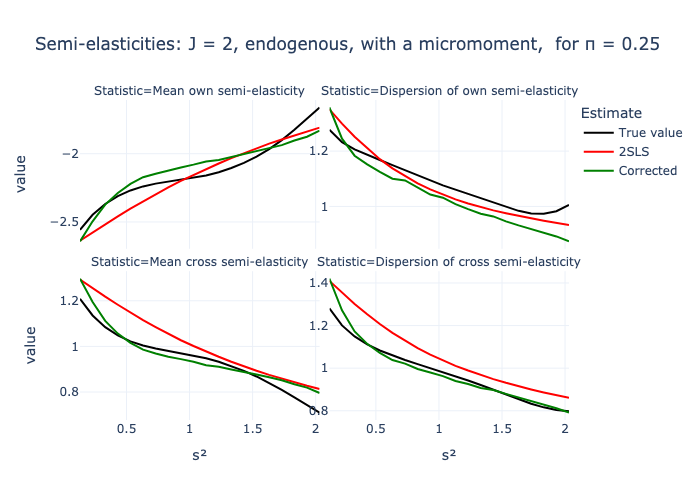 Semi-elasticities: J = 2, endogenous, with a micromoment,  for π = 0.25
Statistic=Mean own semi-elasticity
Statistic=Dispersion of own semi-elasticity
Estimate
True value
2SLS
Corrected
value
−2
−2.5
1.2
1
Statistic=Mean cross semi-elasticity
Statistic=Dispersion of cross semi-elasticity
value
1.2
1
0.8
1.4
1.2
1
0.8
0.5
1
1.5
2
0.5
1
1.5
2
s²
s²